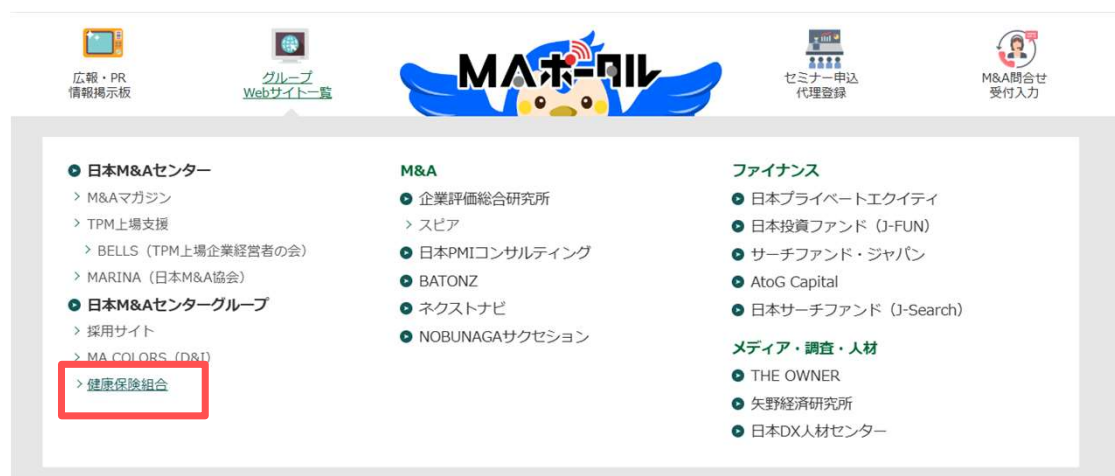 広報・PR
情報掲示板
グループ
Webサイト一覧
MAポータル
セミナー申込
代理登録
M&A問合せ
受付入力
日本M&Aセンター
M&Aマガジン
TPM上場支援
BELLS（TPM上場企業経営者の会）
MARINA（日本M&A協会）
日本M&Aセンターグループ
採用サイト
MA COLORS（D&I）
健康保険組合
M&A
企業評価総合研究所
スピア
日本PMIコンサルティング
BATONZ
ネクストナビ
NOBUNAGAサクセション
ファイナンス
日本プライベートエクイティ
日本投資ファンド（J-FUN）
サーチファンド・ジャパン
AtoG Capital
日本サーチファンド（J-Search）
メディア・調査・人材
THE OWNER
矢野経済研究所
日本DX人材センター